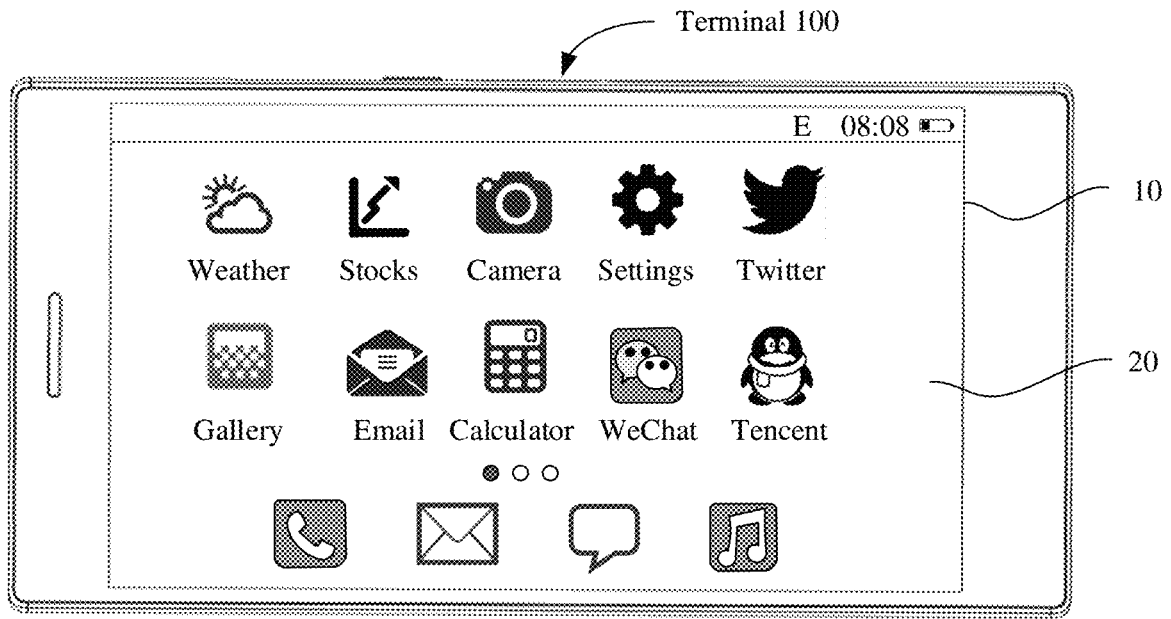 Terminal 100
E 08:08
10
Weather Stocks Camera Settings Twitter
20
Gallery Email Calculator WeChat Tencent